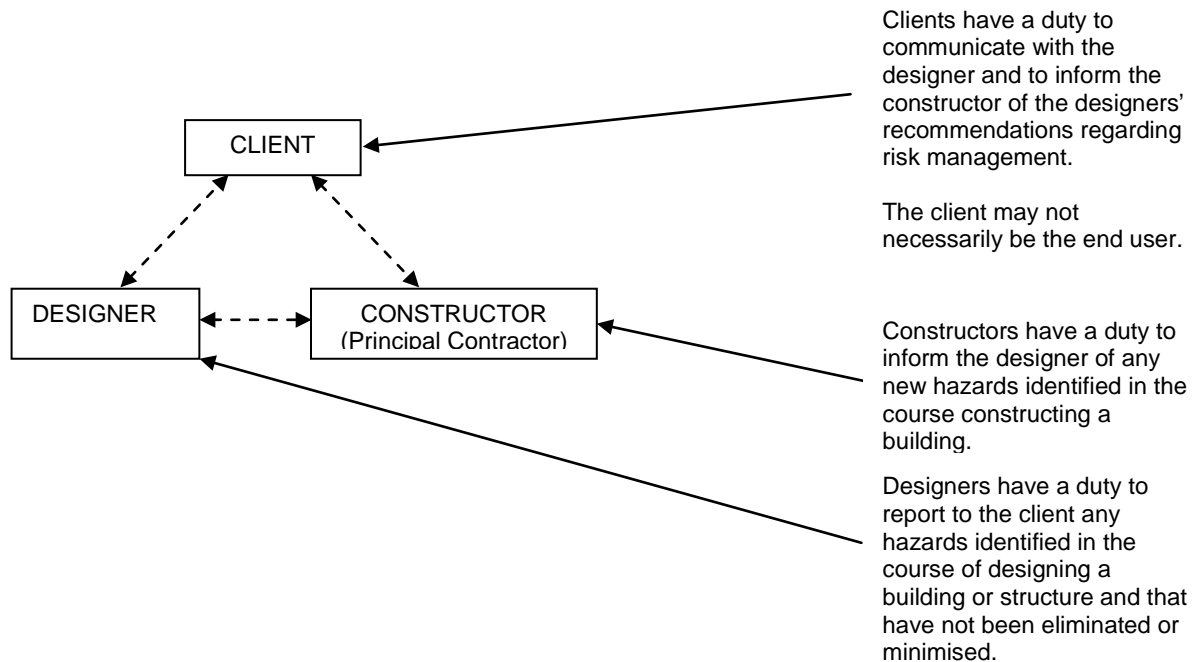 Clients have a duty to
communicate with the
designer and to inform the
constructor of the designers’
recommendations regarding
risk management.
The client may not
necessarily be the end user.
CLIENT
DESIGNER
CONSTRUCTOR
(Principal Contractor)
Constructors have a duty to
inform the designer of any
new hazards identified in the
course constructing a
building.
Designers have a duty to
report to the client any
hazards identified in the
course of designing a
building or structure and that
have not been eliminated or
minimised.